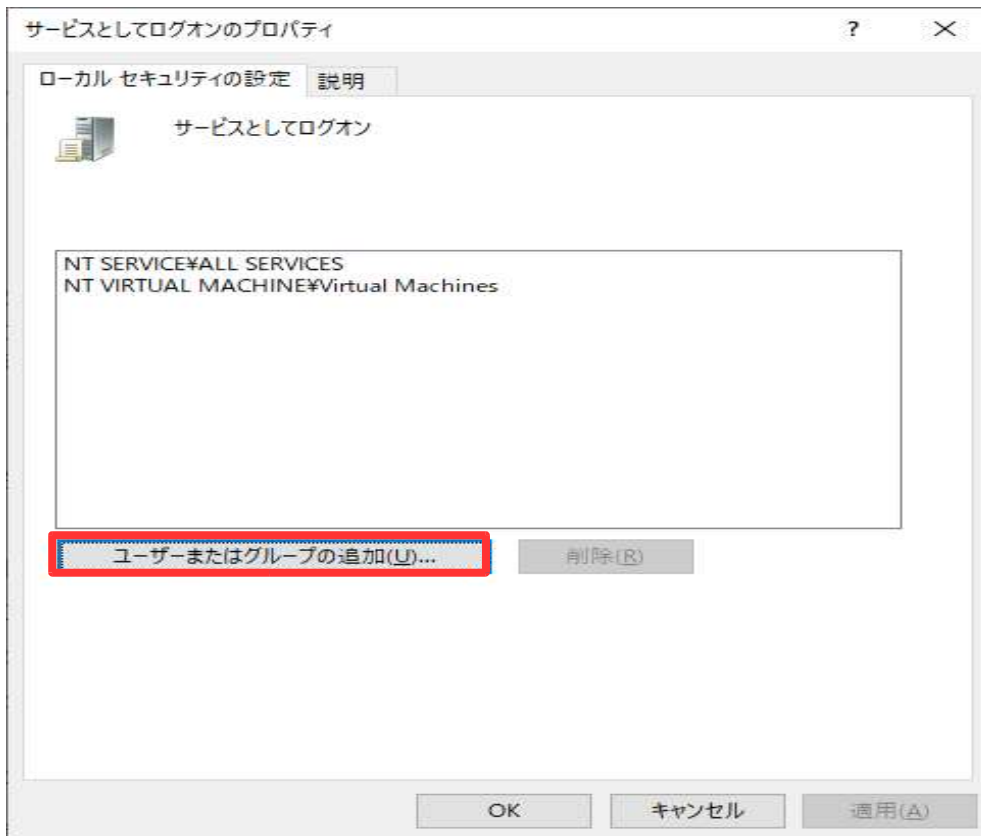 サービスとしてログオンのプロパティ
?
ローカル セキュリティの設定 説明
サービスとしてログオン
NT SERVICE¥ALL SERVICES
NT VIRTUAL MACHINE¥Virtual Machines
ユーザーまたはグループの追加(U)... 削除(R)
OK キャンセル 適用(A)